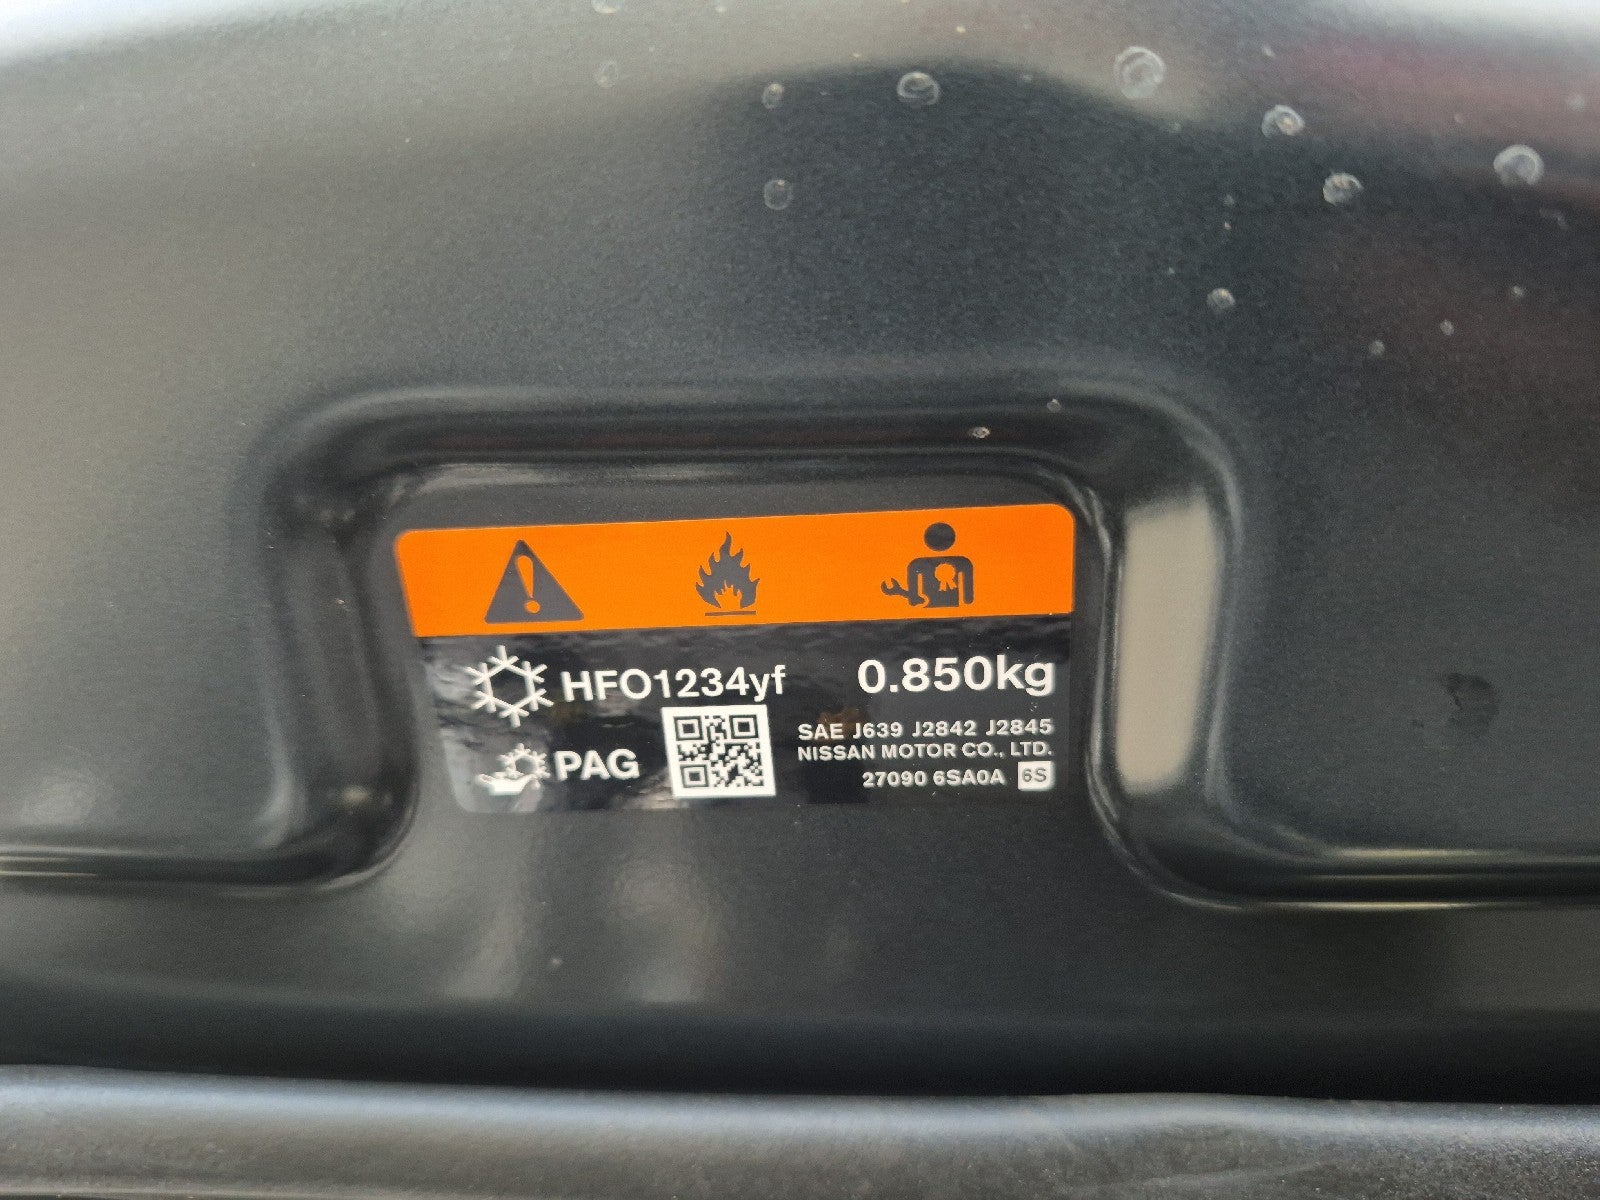 HFO1234yf 0.850kg
SAE J639 J2842 J2845
NISSAN MOTOR CO., LTD.
PAG
27090 6SA0A 6S